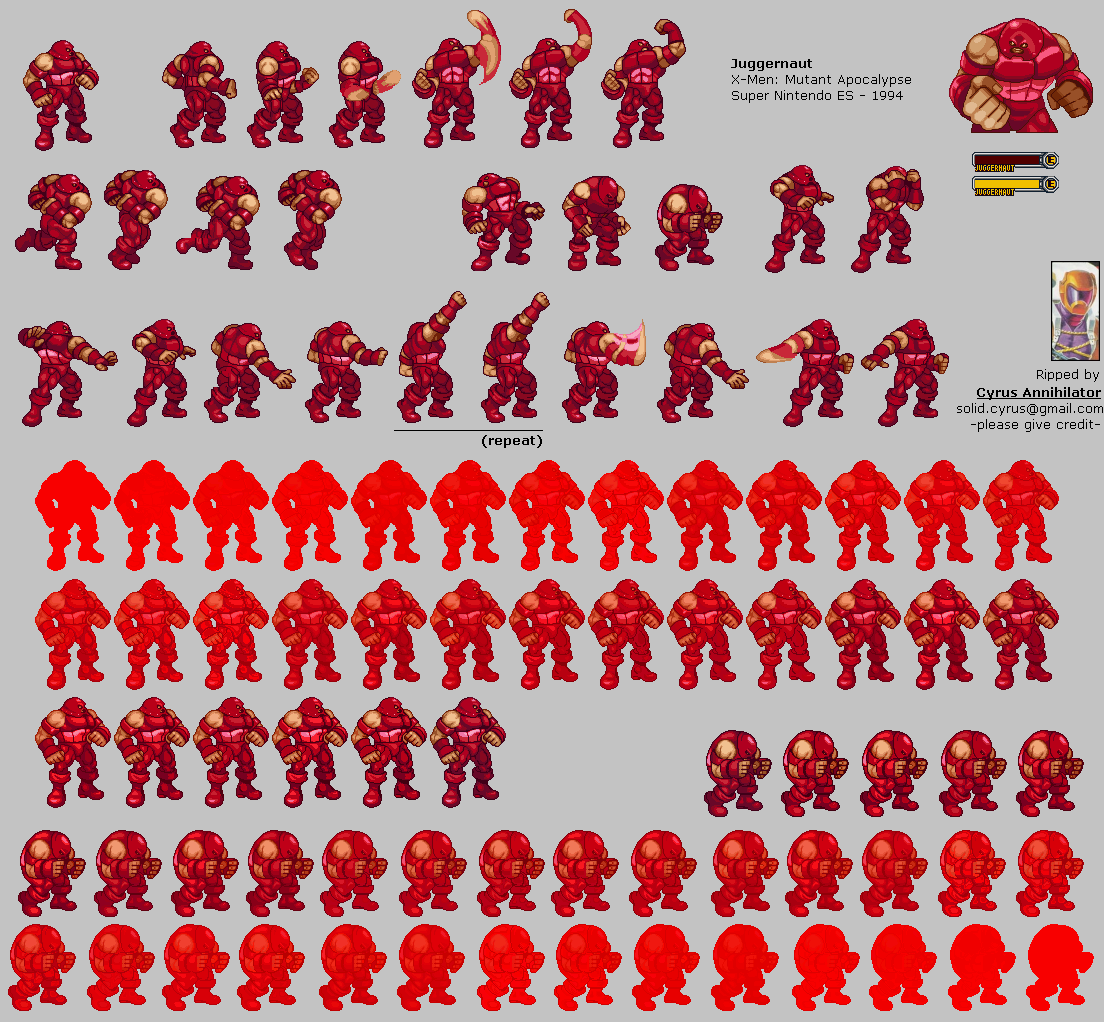 Juggernaut
X-Men: Mutant Apocalypse
Super Nintendo ES - 1994
JUGGERNAUT
JUGGERNAUT
Ripped by
Cyrus Annihilator
solid.cyrus@gmail.com
-please give credit-
(repeat)